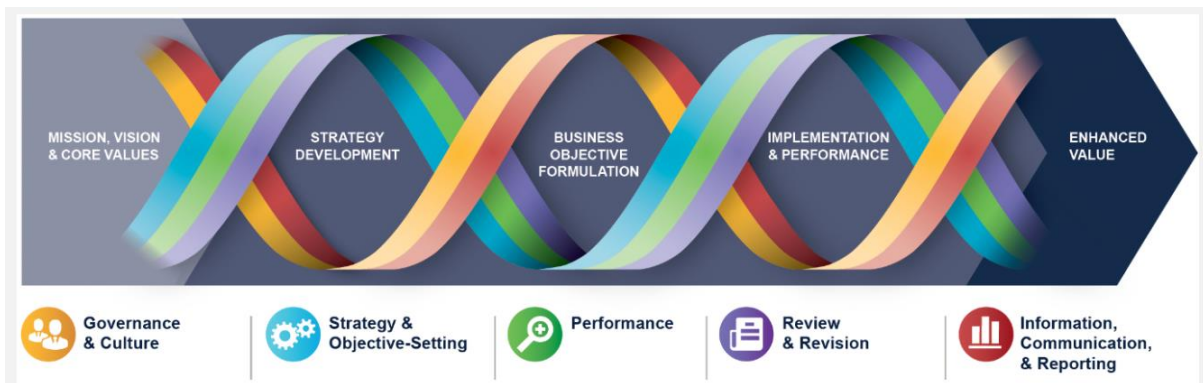 MISSION, VISION
& CORE VALUES
STRATEGY
DEVELOPMENT
BUSINESS
OBJECTIVE
FORMULATION
IMPLEMENTATION
& PERFORMANCE
ENHANCED
VALUE
Governance
& Culture
Strategy &
Objective-Setting
Performance
Review
& Revision
Information,
Communication,
& Reporting